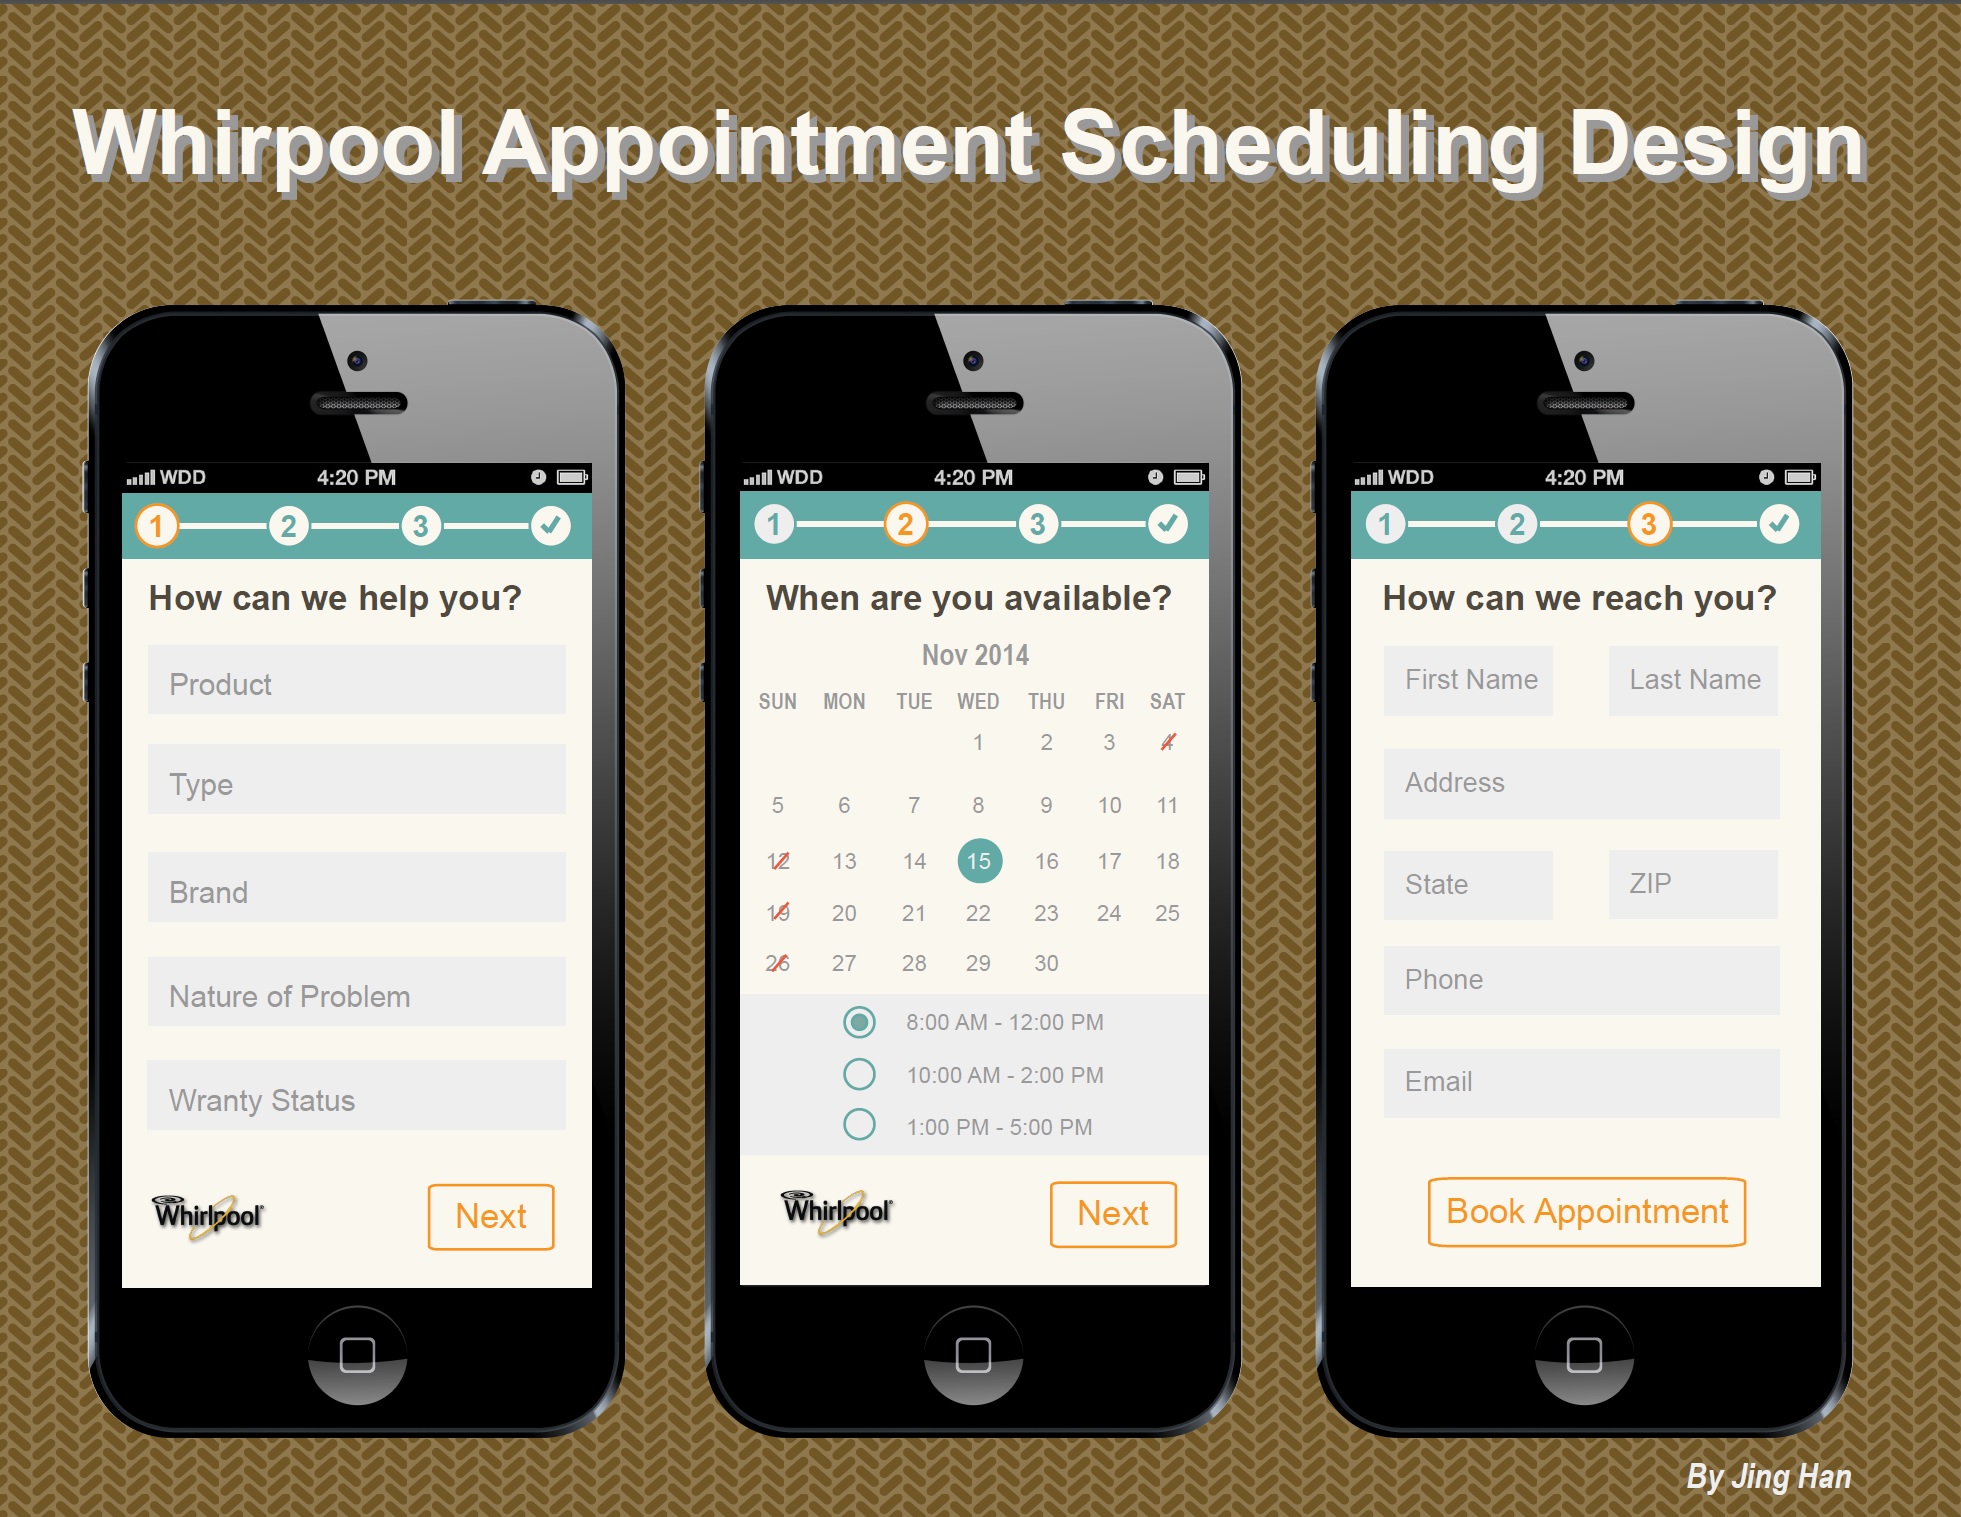 Whirpool Appointment Scheduling Design
WDD 4:20 PM
1 2 3
How can we help you?
Product
Type
Brand
Nature of Problem
Wranty Status
Whirlpool
Next
WDD 4:20 PM
1 2 3
When are you available?
Nov 2014
SUN MON TUE WED THU FRI SAT
1 2 3 4
5 6 7 8 9 10 11
12 13 14 15 16 17 18
19 20 21 22 23 24 25
26 27 28 29 30
8:00 AM - 12:00 PM
10:00 AM - 2:00 PM
1:00 PM - 5:00 PM
Whirlpool
Next
WDD 4:20 PM
1 2 3
How can we reach you?
First Name Last Name
Address
State ZIP
Phone
Email
Book Appointment
By Jing Han